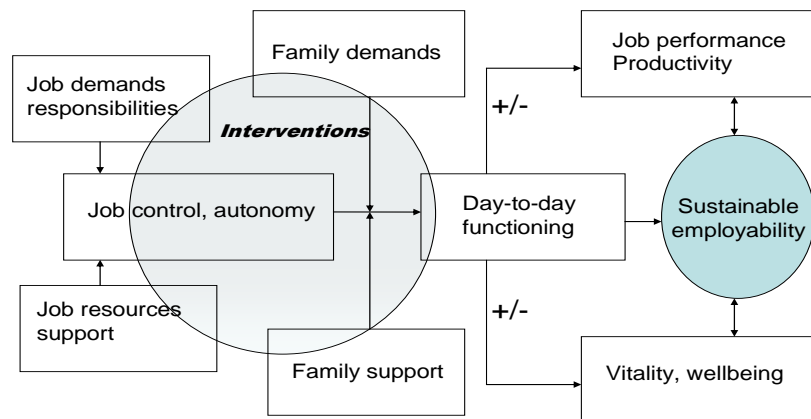 Family demands
Job performance
Productivity
Job demands
responsibilities
+/-
Interventions
Job control, autonomy
Day-to-day
functioning
Sustainable
employability
Job resources
support
+/-
Family support
Vitality, wellbeing